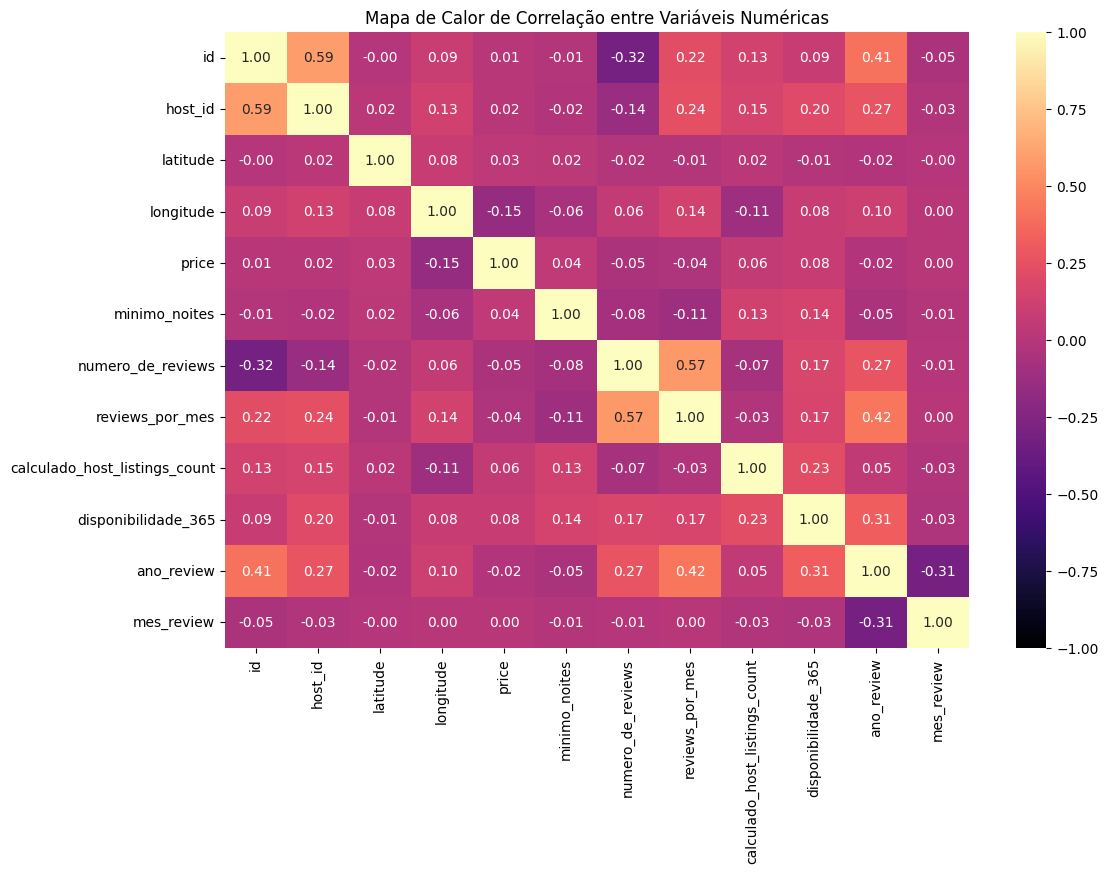 Mapa de Calor de Correlação entre Variáveis Numéricas
id 1.00 0.59 -0.00 0.09 0.01 -0.01 -0.32 0.22 0.13 0.09 0.41 -0.05
host_id 0.59 1.00 0.02 0.13 0.02 -0.02 -0.14 0.24 0.15 0.20 0.27 -0.03
latitude -0.00 0.02 1.00 0.08 0.03 0.02 -0.02 -0.01 0.02 -0.01 -0.02 -0.00
longitude 0.09 0.13 0.08 1.00 -0.15 -0.06 0.06 0.14 -0.11 0.08 0.10 0.00
price 0.01 0.02 0.03 -0.15 1.00 0.04 -0.05 -0.04 0.06 0.08 -0.02 0.00
minimo_noites -0.01 -0.02 0.02 -0.06 0.04 1.00 -0.08 -0.11 0.13 0.14 -0.05 -0.01
numero_de_reviews -0.32 -0.14 -0.02 0.06 -0.05 -0.08 1.00 0.57 -0.07 0.17 0.27 -0.01
reviews_por_mes 0.22 0.24 -0.01 0.14 -0.04 -0.11 0.57 1.00 -0.03 0.17 0.42 0.00
calculado_host_listings_count 0.13 0.15 0.02 -0.11 0.06 0.13 -0.07 -0.03 1.00 0.23 0.05 -0.03
disponibilidade_365 0.09 0.20 -0.01 0.08 0.08 0.14 0.17 0.17 0.23 1.00 0.31 -0.03
ano_review 0.41 0.27 -0.02 0.10 -0.02 -0.05 0.27 0.42 0.05 0.31 1.00 -0.31
mes_review -0.05 -0.03 -0.00 0.00 0.00 -0.01 -0.01 0.00 -0.03 -0.03 -0.31 1.00
id
host_id
latitude
longitude
price
minimo_noites
numero_de_reviews
reviews_por_mes
calculado_host_listings_count
disponibilidade_365
ano_review
mes_review
1.00
0.75
0.50
0.25
0.00
−0.25
−0.50
−0.75
−1.00